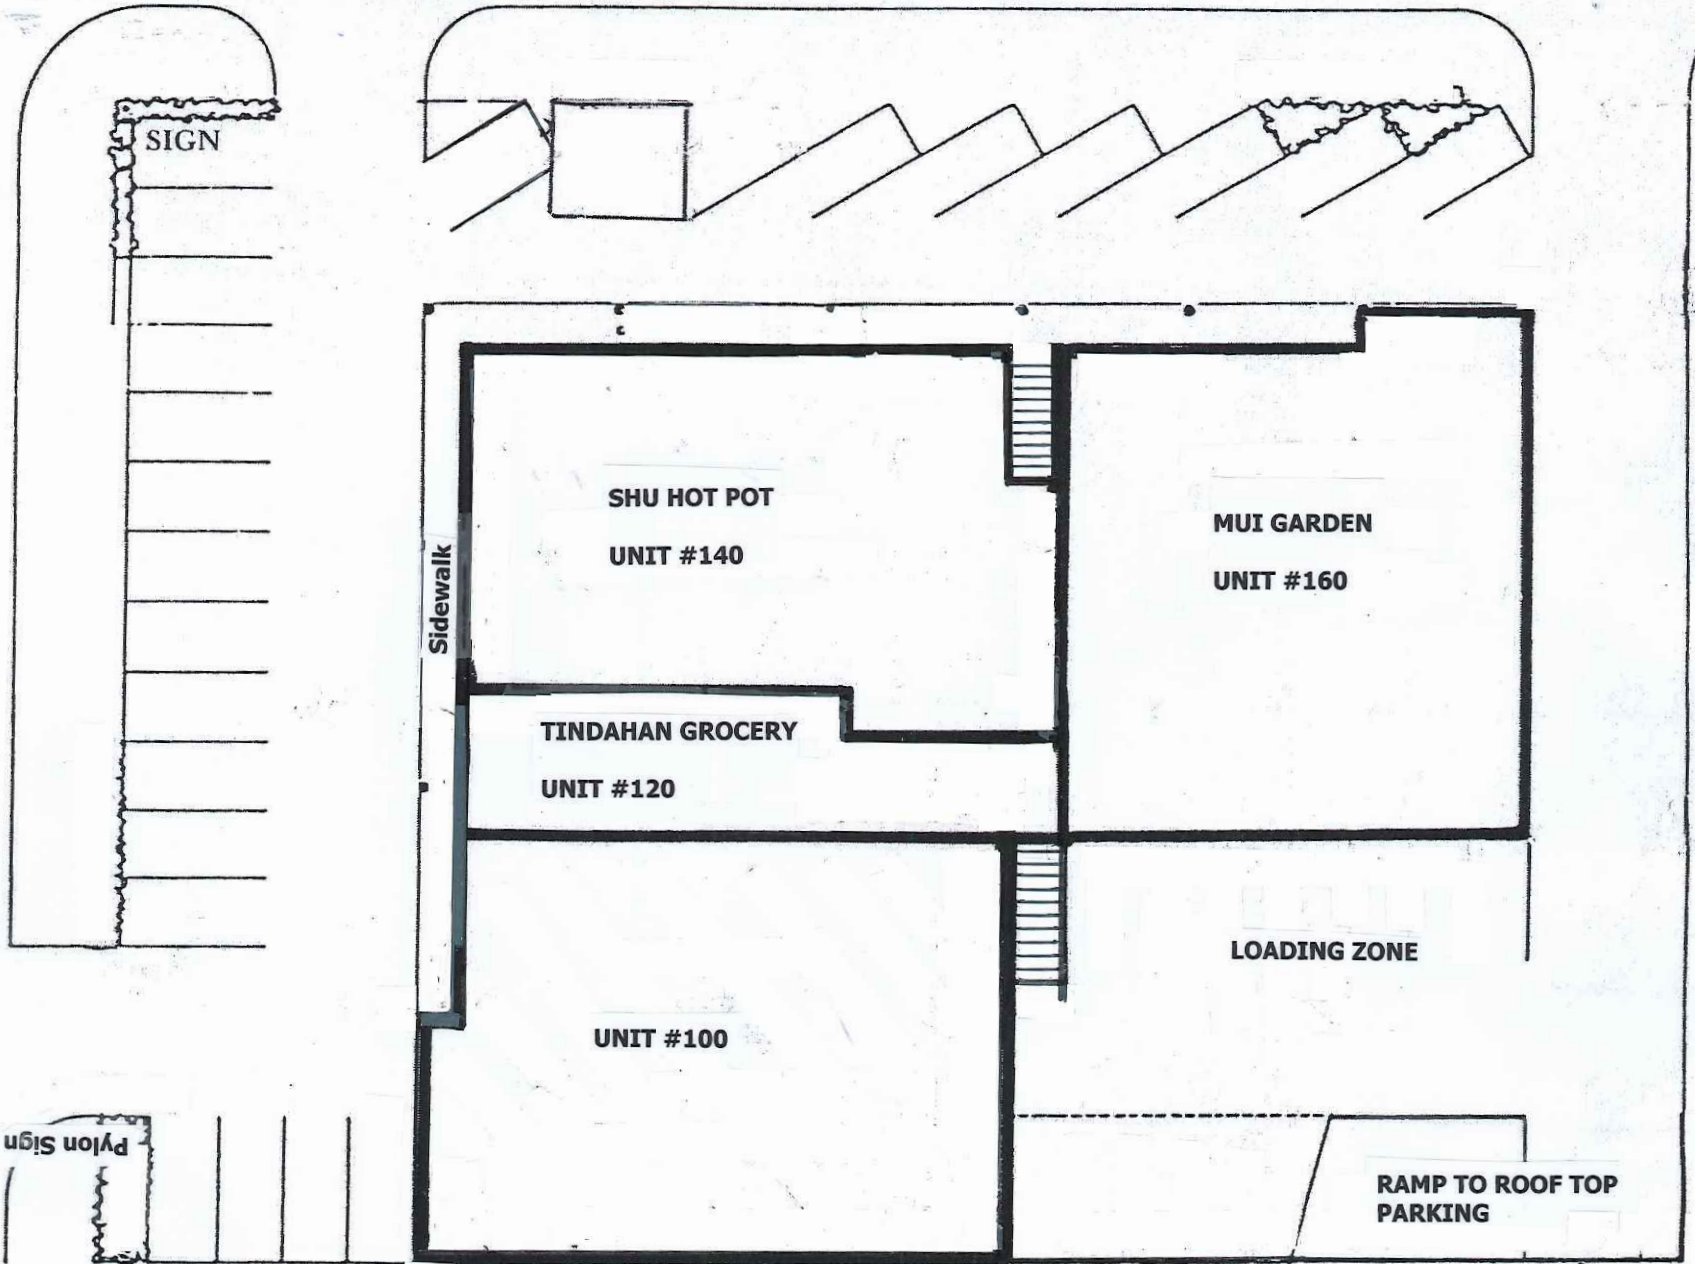 SIGN
SHU HOT POT
UNIT #140
MUI GARDEN
UNIT #160
Sidewalk
TINDAHAN GROCERY
UNIT #120
LOADING ZONE
UNIT #100
Pylon Sign
RAMP TO ROOF TOP
PARKING